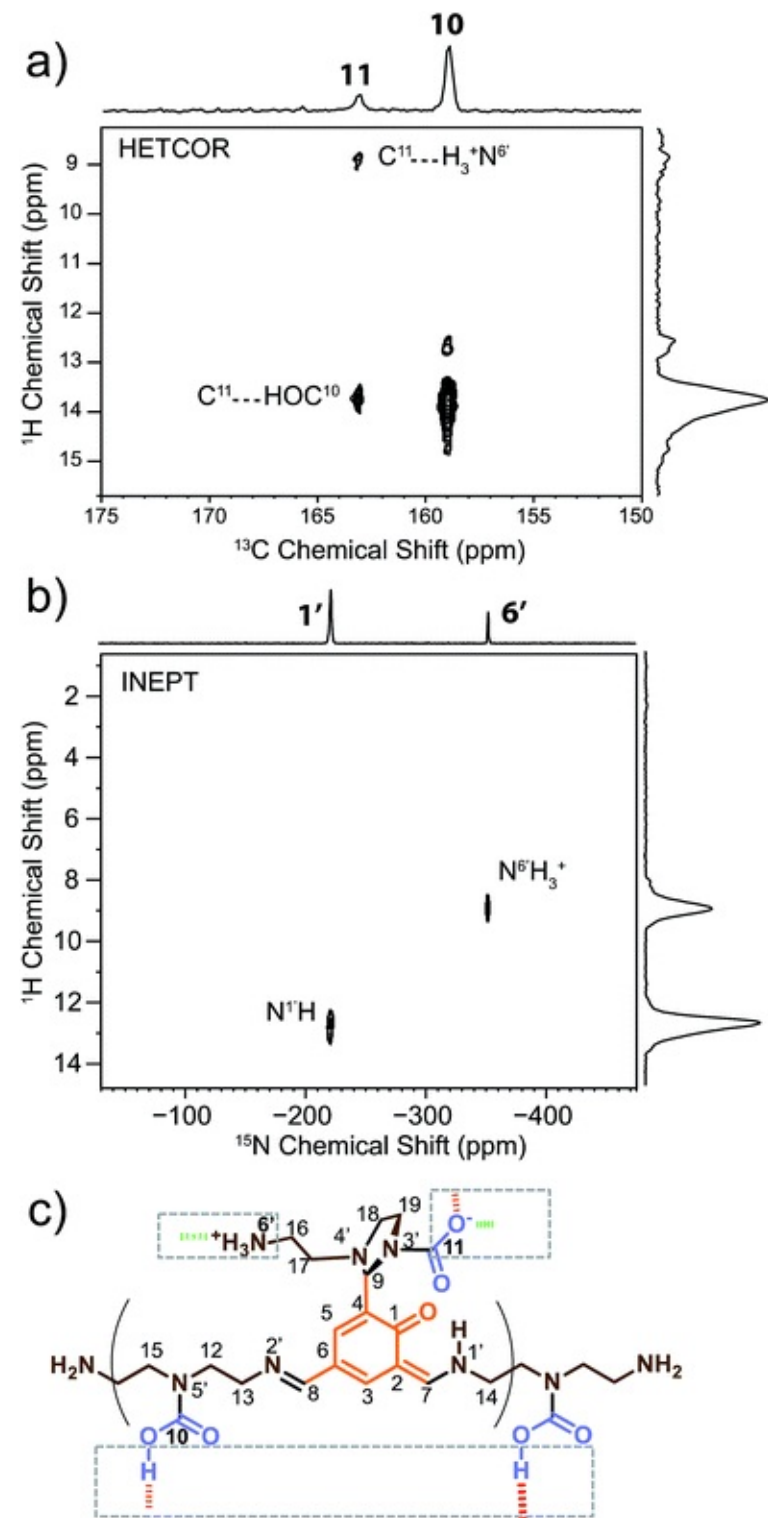 a)
11
10
HETCOR
C¹¹---H₃⁺N⁶'
C¹¹---HOC¹⁰
9
10
11
12
13
14
15
¹H Chemical Shift (ppm)
175 170 165 160 155 150
¹³C Chemical Shift (ppm)
b)
1' 6'
INEPT
N⁶'H₃⁺
N¹'H
2
4
6
8
10
12
14
¹H Chemical Shift (ppm)
−100 −200 −300 −400
¹⁵N Chemical Shift (ppm)
c)
18 19
6' 16
⁺H₃N
4' 3'
O⁻
17 N N 11
9 O
5 4 1 O
H
15 12 2' 6
H₂N N N N 1' N NH₂
5' 13 8 3 2 7 14
O 10 O O O
H H